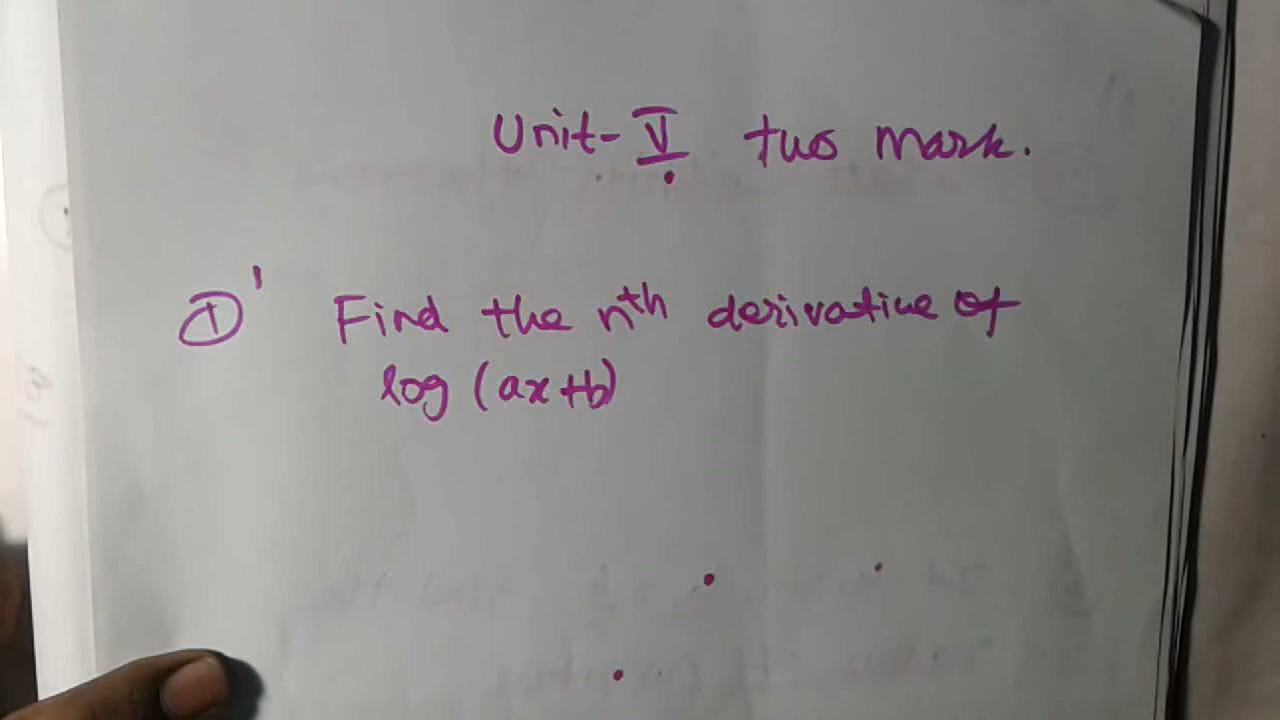 Unit-V two mark.
① Find the nth derivative of
log (ax+b)